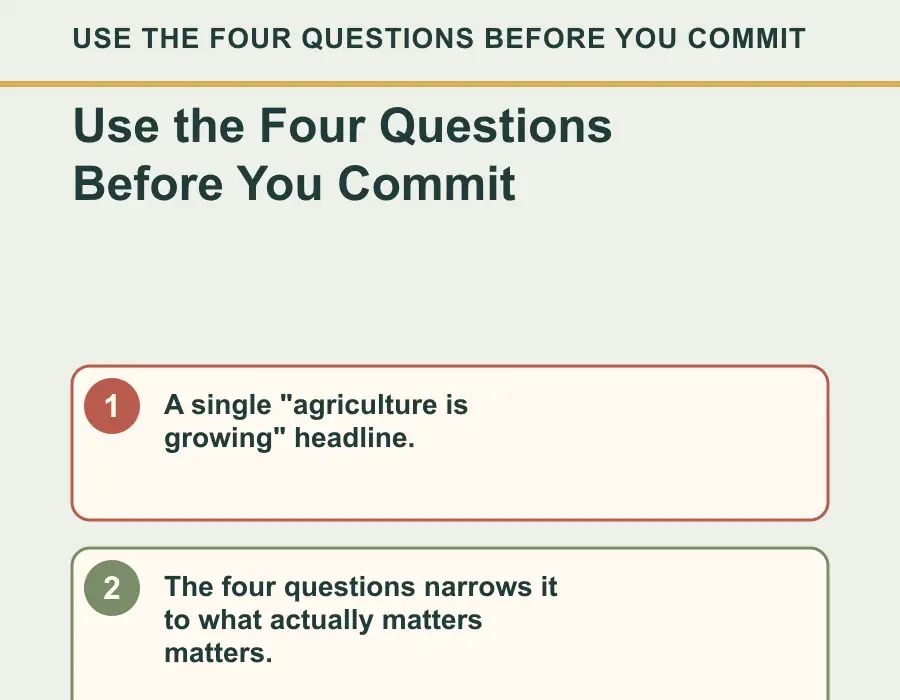 USE THE FOUR QUESTIONS BEFORE YOU COMMIT
Use the Four Questions
Before You Commit
1
A single "agriculture is
growing" headline.
2
The four questions narrows it
to what actually matters
matters.